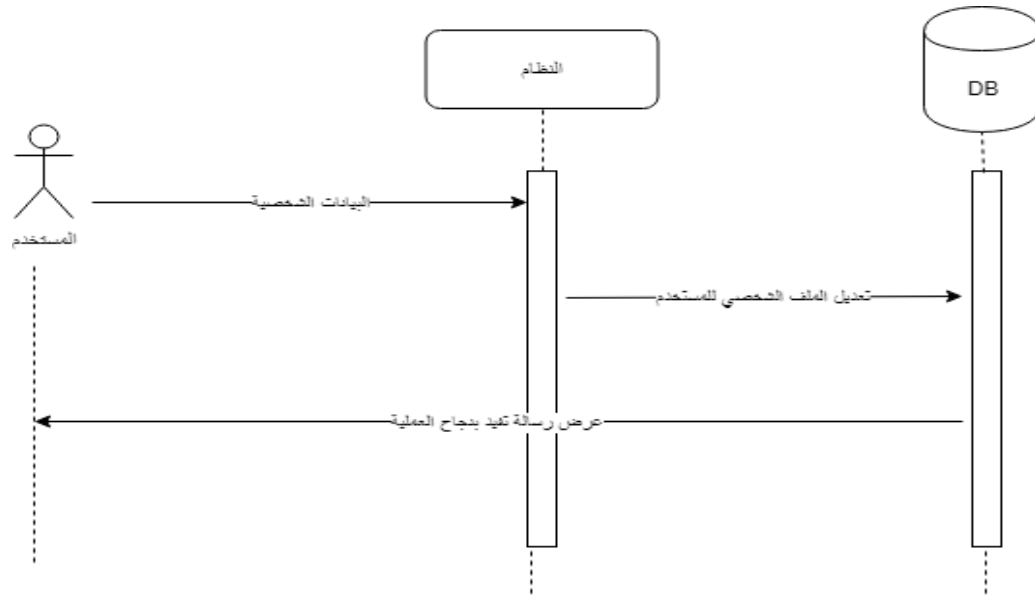 النظام
DB
المستخدم
البيانات الشخصية
تعديل الملف الشخصي للمستخدم
عرض رسالة تفيد بنجاح العملية